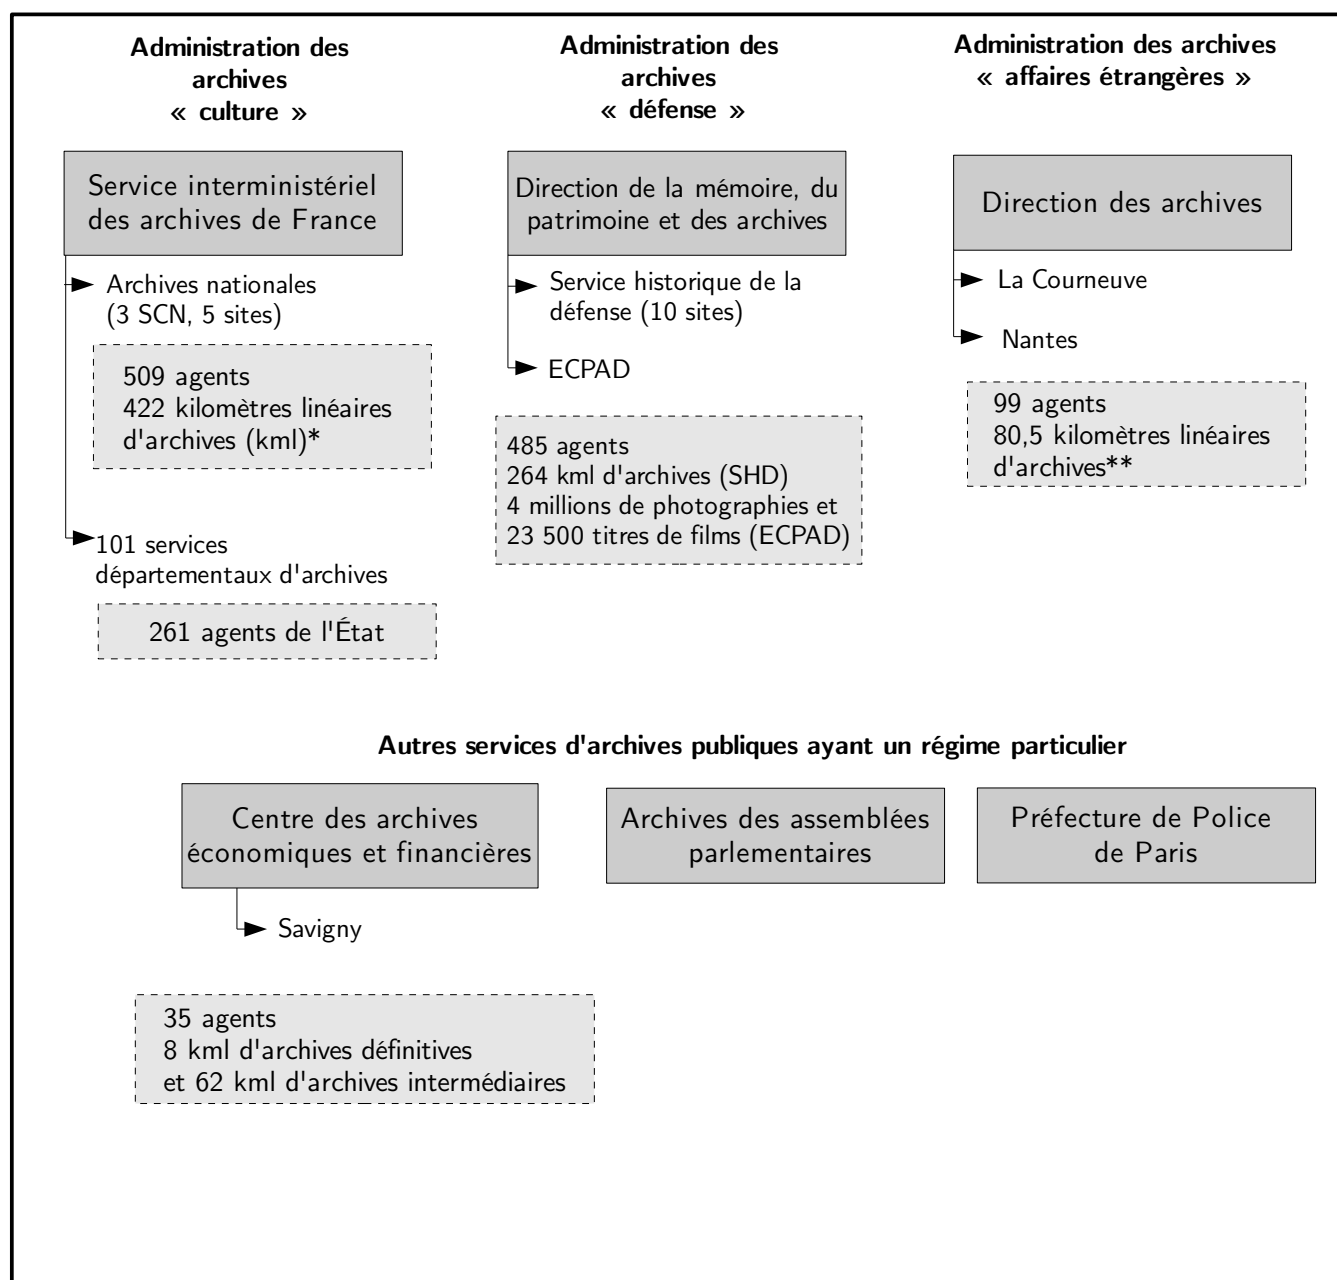 Administration des
archives
« culture »
Service interministériel
des archives de France
Archives nationales
(3 SCN, 5 sites)
509 agents
422 kilomètres linéaires
d'archives (kml)*
101 services
départementaux d'archives
261 agents de l'État
Administration des
archives
« défense »
Direction de la mémoire, du
patrimoine et des archives
Service historique de la
défense (10 sites)
ECPAD
485 agents
264 kml d'archives (SHD)
4 millions de photographies et
23 500 titres de films (ECPAD)
Administration des archives
« affaires étrangères »
Direction des archives
La Courneuve
Nantes
99 agents
80,5 kilomètres linéaires
d'archives**
Autres services d'archives publiques ayant un régime particulier
Centre des archives
économiques et financières
Savigny
35 agents
8 kml d'archives définitives
et 62 kml d'archives intermédiaires
Archives des assemblées
parlementaires
Préfecture de Police
de Paris